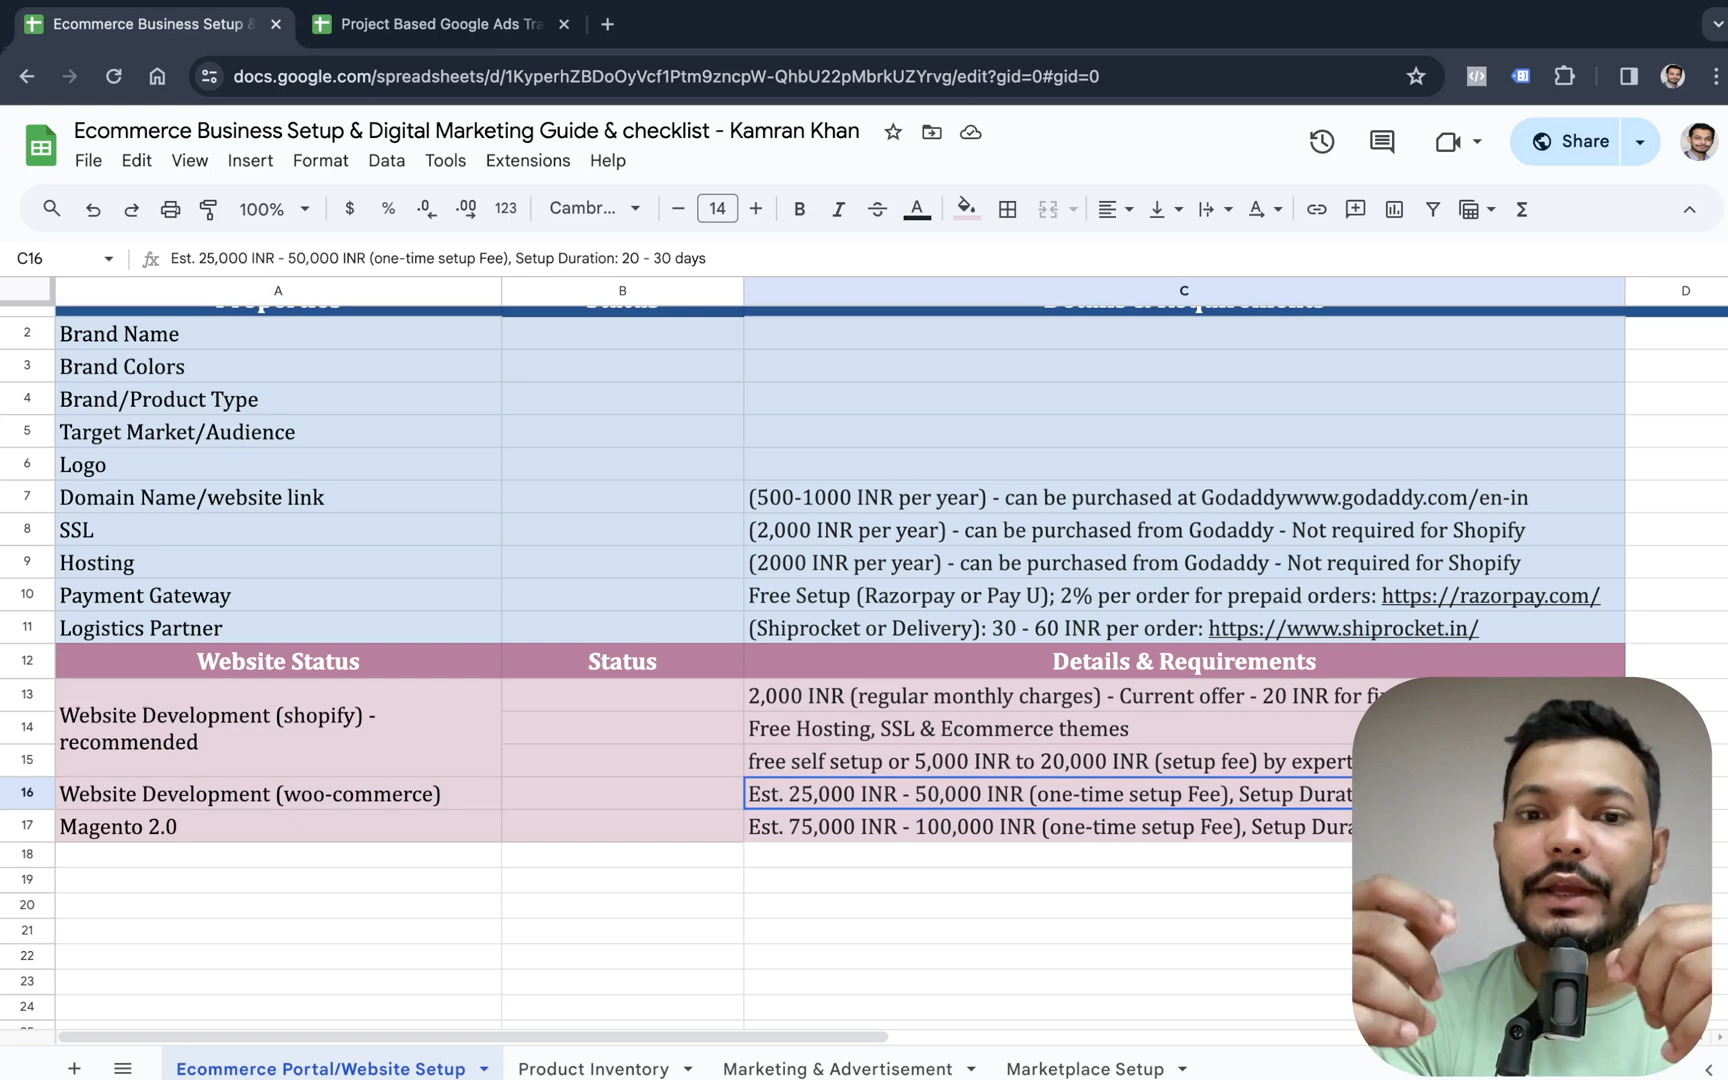 Ecommerce Business Setup &
Project Based Google Ads Tra
docs.google.com/spreadsheets/d/1KyperhZBDoOyVcf1Ptm9zncpW-QhbU22pMbrkUZYrvg/edit?gid=0#gid=0
Ecommerce Business Setup & Digital Marketing Guide & checklist - Kamran Khan
File Edit View Insert Format Data Tools Extensions Help
Share
100% $ % .0 .00 123 Cambr... − 14 + B I A Σ
C16 fx Est. 25,000 INR - 50,000 INR (one-time setup Fee), Setup Duration: 20 - 30 days
A B C D
Properties Status Details & Requirements
2 Brand Name
3 Brand Colors
4 Brand/Product Type
5 Target Market/Audience
6 Logo
7 Domain Name/website link (500-1000 INR per year) - can be purchased at Godaddywww.godaddy.com/en-in
8 SSL (2,000 INR per year) - can be purchased from Godaddy - Not required for Shopify
9 Hosting (2000 INR per year) - can be purchased from Godaddy - Not required for Shopify
10 Payment Gateway Free Setup (Razorpay or Pay U); 2% per order for prepaid orders: https://razorpay.com/
11 Logistics Partner (Shiprocket or Delivery): 30 - 60 INR per order: https://www.shiprocket.in/
12 Website Status Status Details & Requirements
13 2,000 INR (regular monthly charges) - Current offer - 20 INR for
Website Development (shopify) -
14 Free Hosting, SSL & Ecommerce themes
recommended
15 free self setup or 5,000 INR to 20,000 INR (setup fee) by expert
16 Website Development (woo-commerce) Est. 25,000 INR - 50,000 INR (one-time setup Fee), Setup Durat
17 Magento 2.0 Est. 75,000 INR - 100,000 INR (one-time setup Fee), Setup Dura
18
19
20
21
22
23
24
Ecommerce Portal/Website Setup Product Inventory Marketing & Advertisement Marketplace Setup